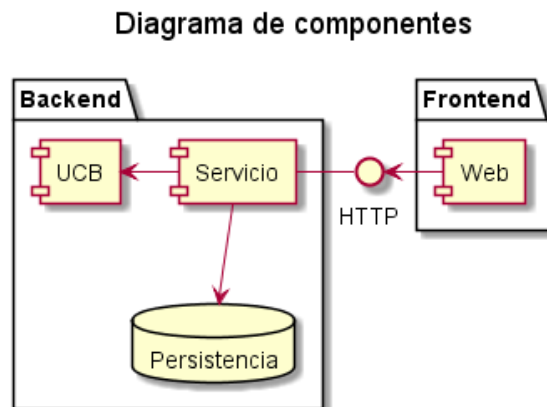 Diagrama de componentes
Backend
Frontend
UCB
Servicio
Web
HTTP
Persistencia